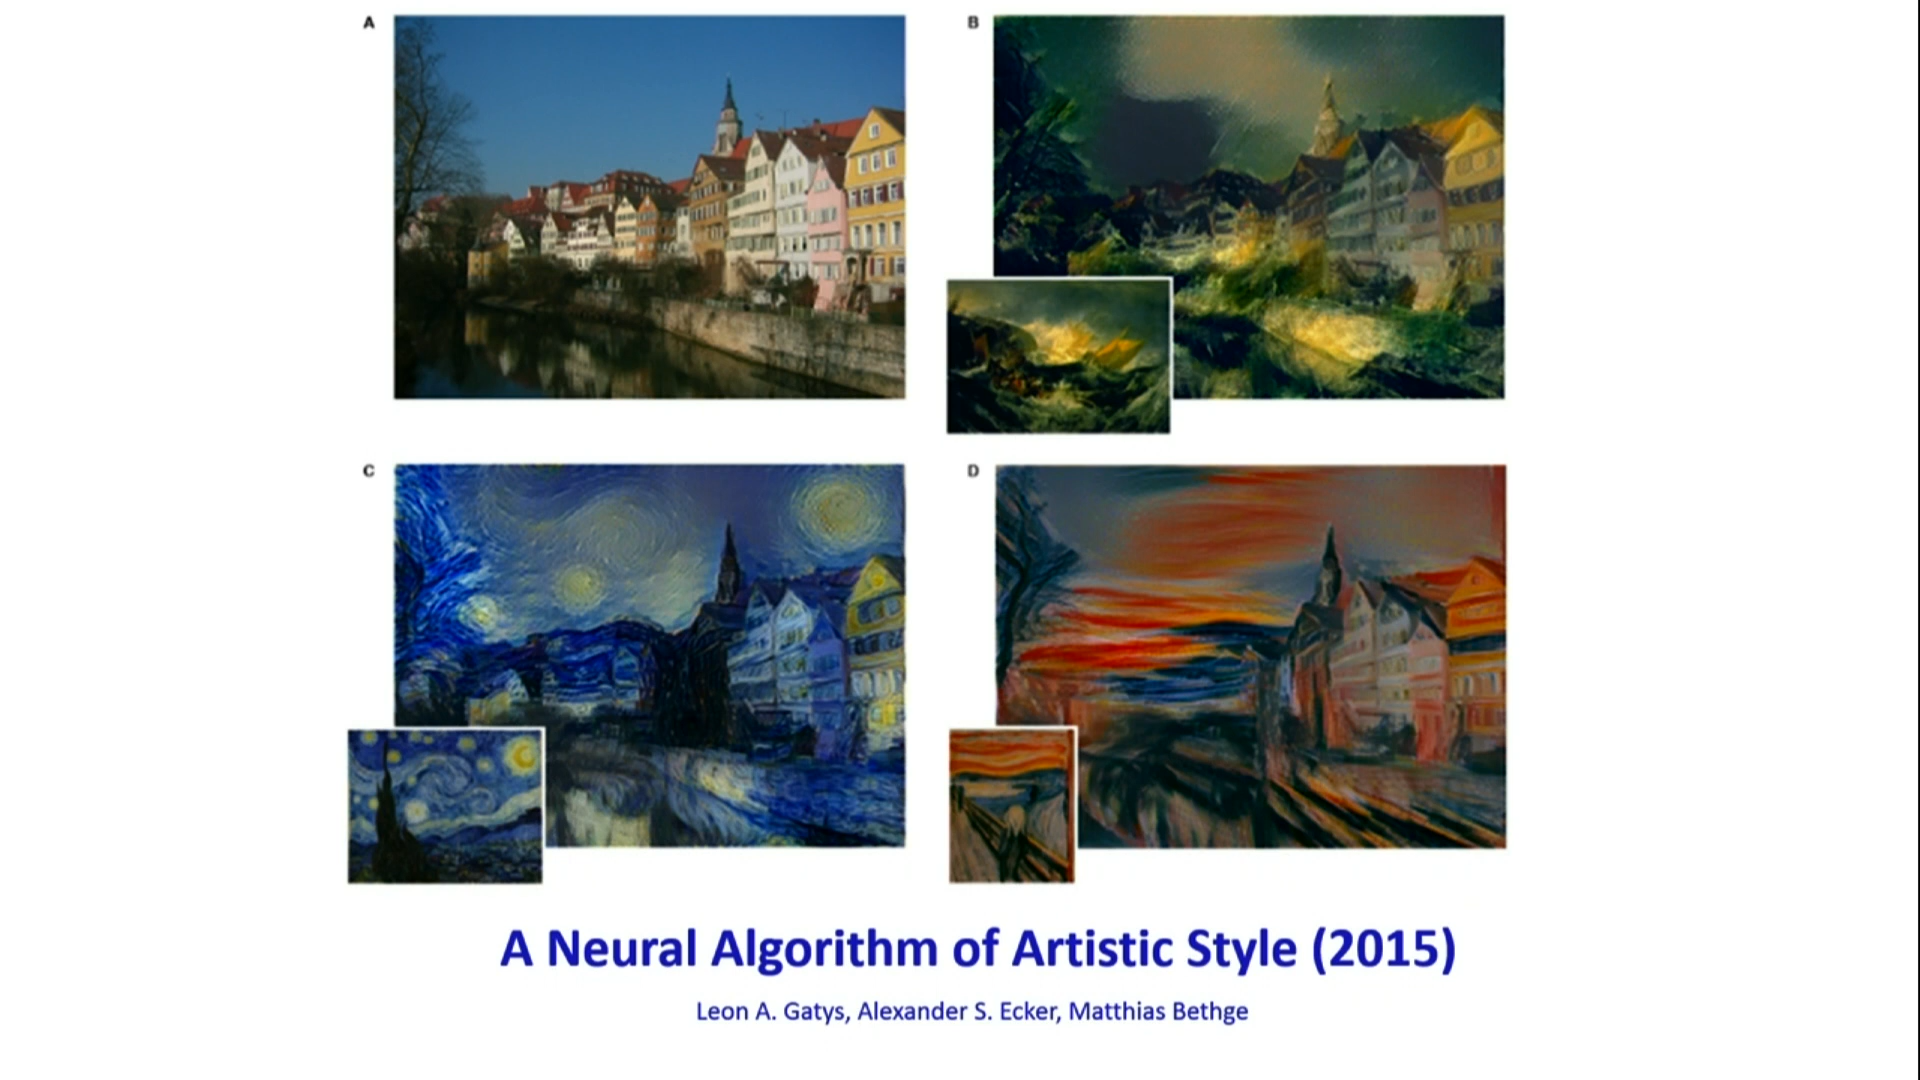 A
B
C
D
A Neural Algorithm of Artistic Style (2015)
Leon A. Gatys, Alexander S. Ecker, Matthias Bethge